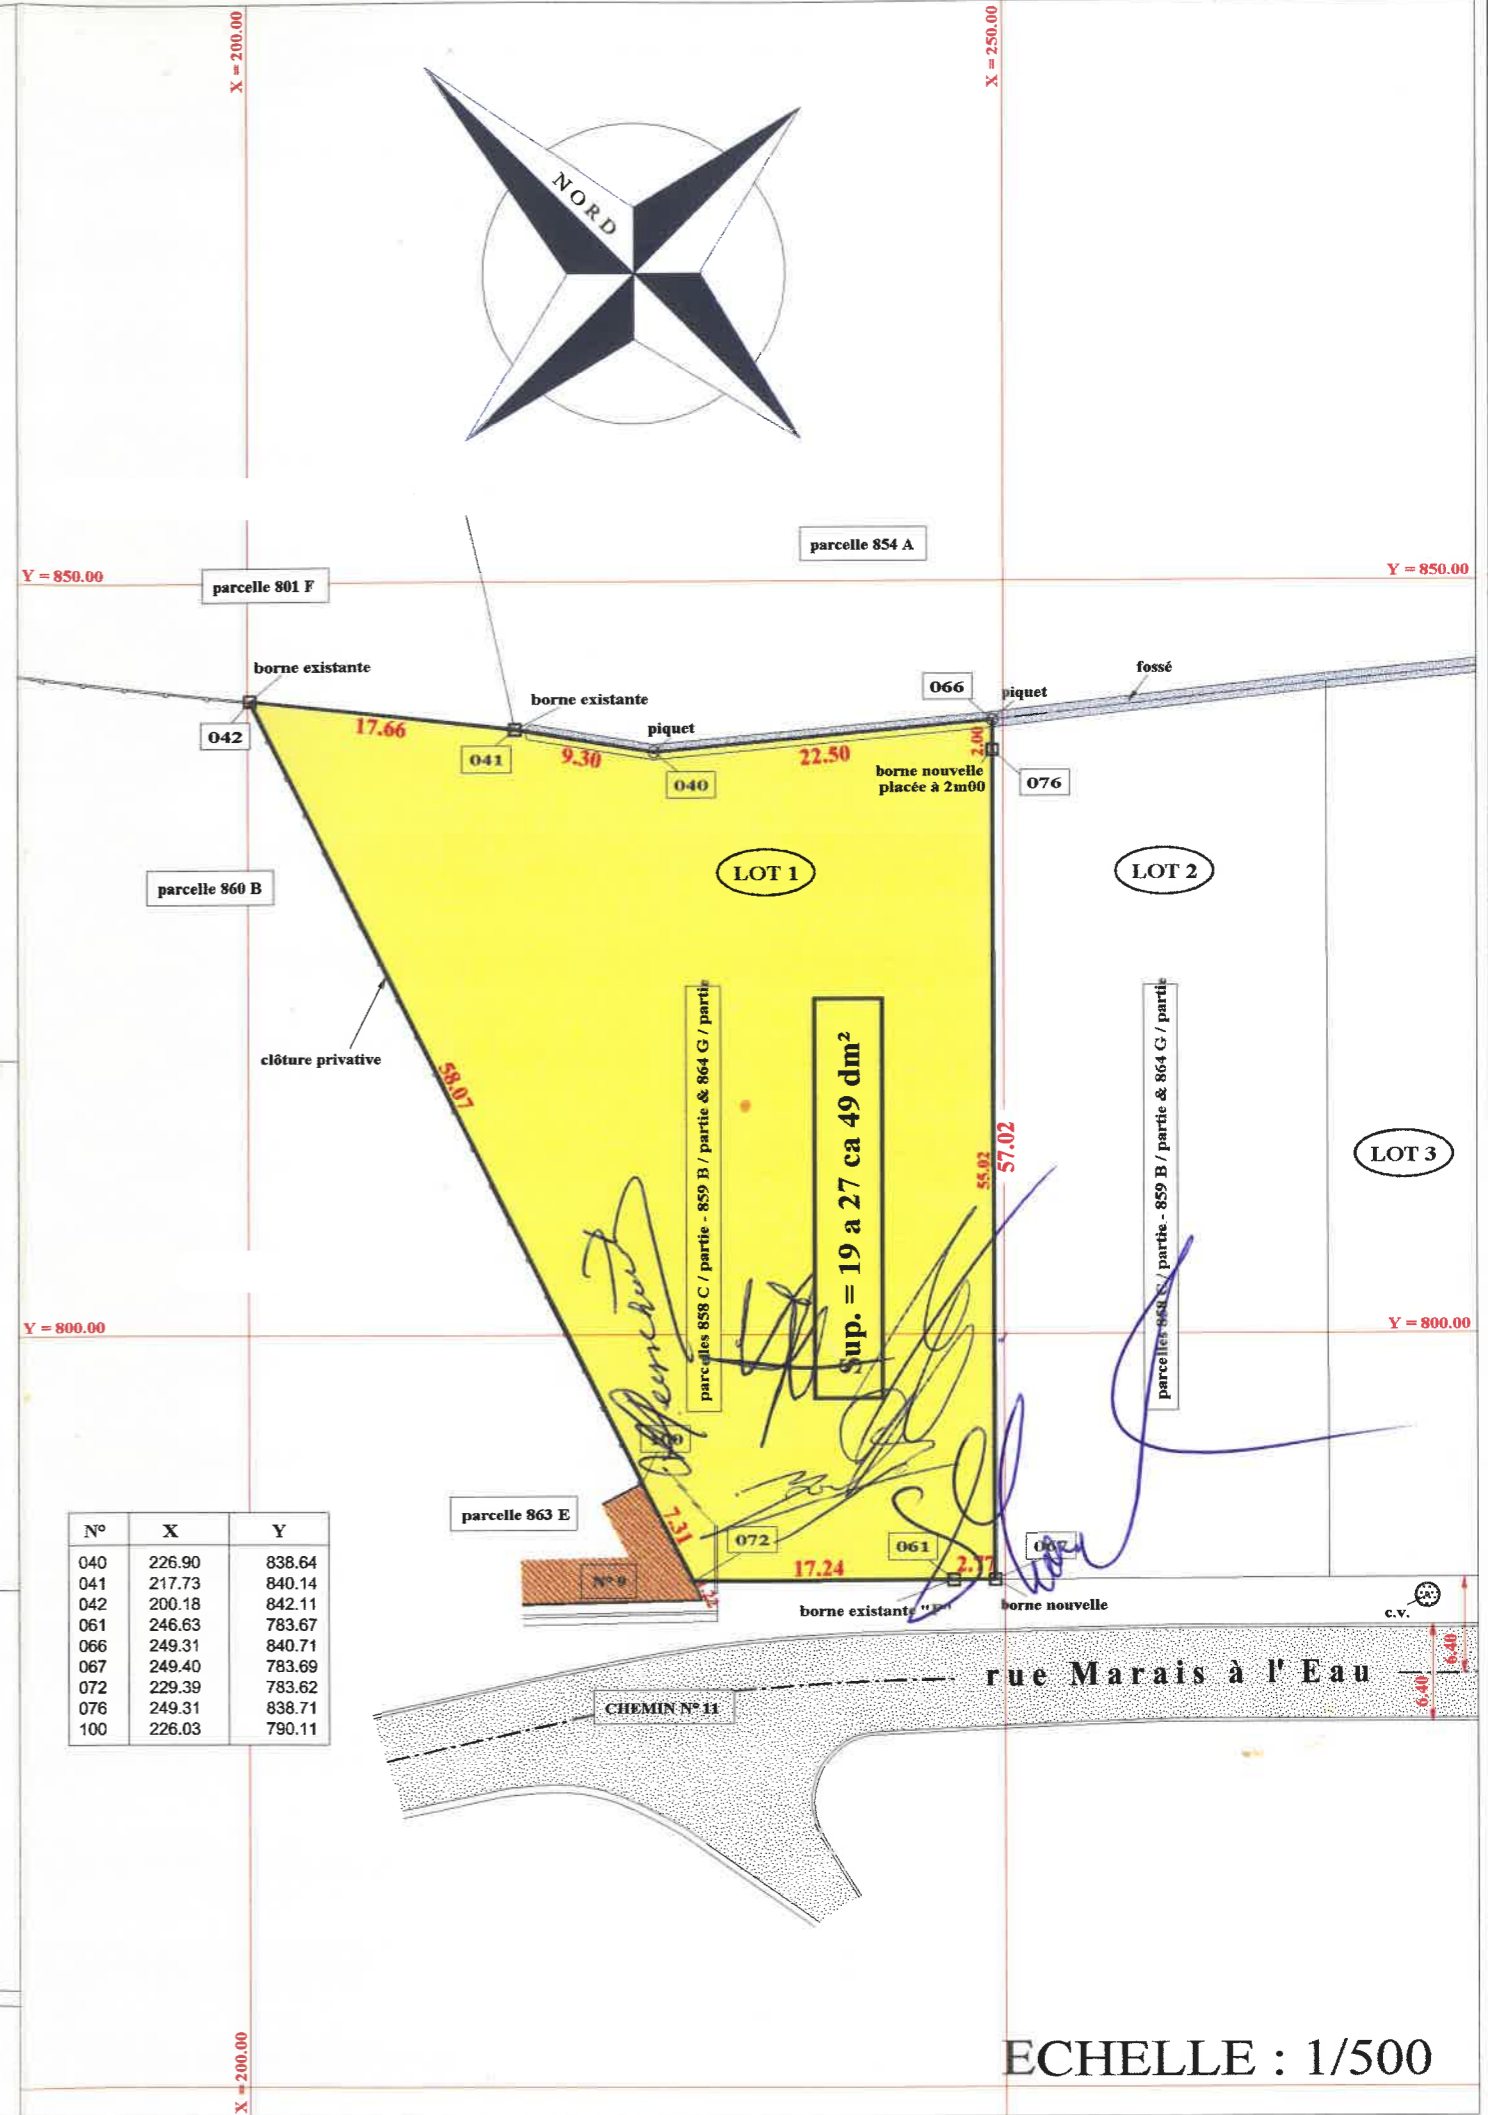 X = 200.00
X = 250.00
NORD
parcelle 854 A
Y = 850.00
Y = 850.00
parcelle 801 F
borne existante
fossé
066
piquet
borne existante
042
17.66
piquet
041
9.30
22.50
2.00
040
borne nouvelle
placée à 2m00
076
LOT 1
LOT 2
parcelle 860 B
clôture privative
58.07
parcelles 858 C / partie - 859 B / partie & 864 G / partie
Sup. = 19 a 27 ca 49 dm²
55.02
57.02
parcelles 858 C / partie - 859 B / partie & 864 G / partie
LOT 3
Y = 800.00
Y = 800.00
100
parcelle 863 E
7.31
072
061
067
17.24
2.77
N° 9
borne existante
borne nouvelle
c.v.
N° X Y
040 226.90 838.64
041 217.73 840.14
042 200.18 842.11
061 246.63 783.67
066 249.31 840.71
067 249.40 783.69
072 229.39 783.62
076 249.31 838.71
100 226.03 790.11
rue Marais à l' Eau
6.40
6.40
CHEMIN N° 11
X = 200.00
ECHELLE : 1/500